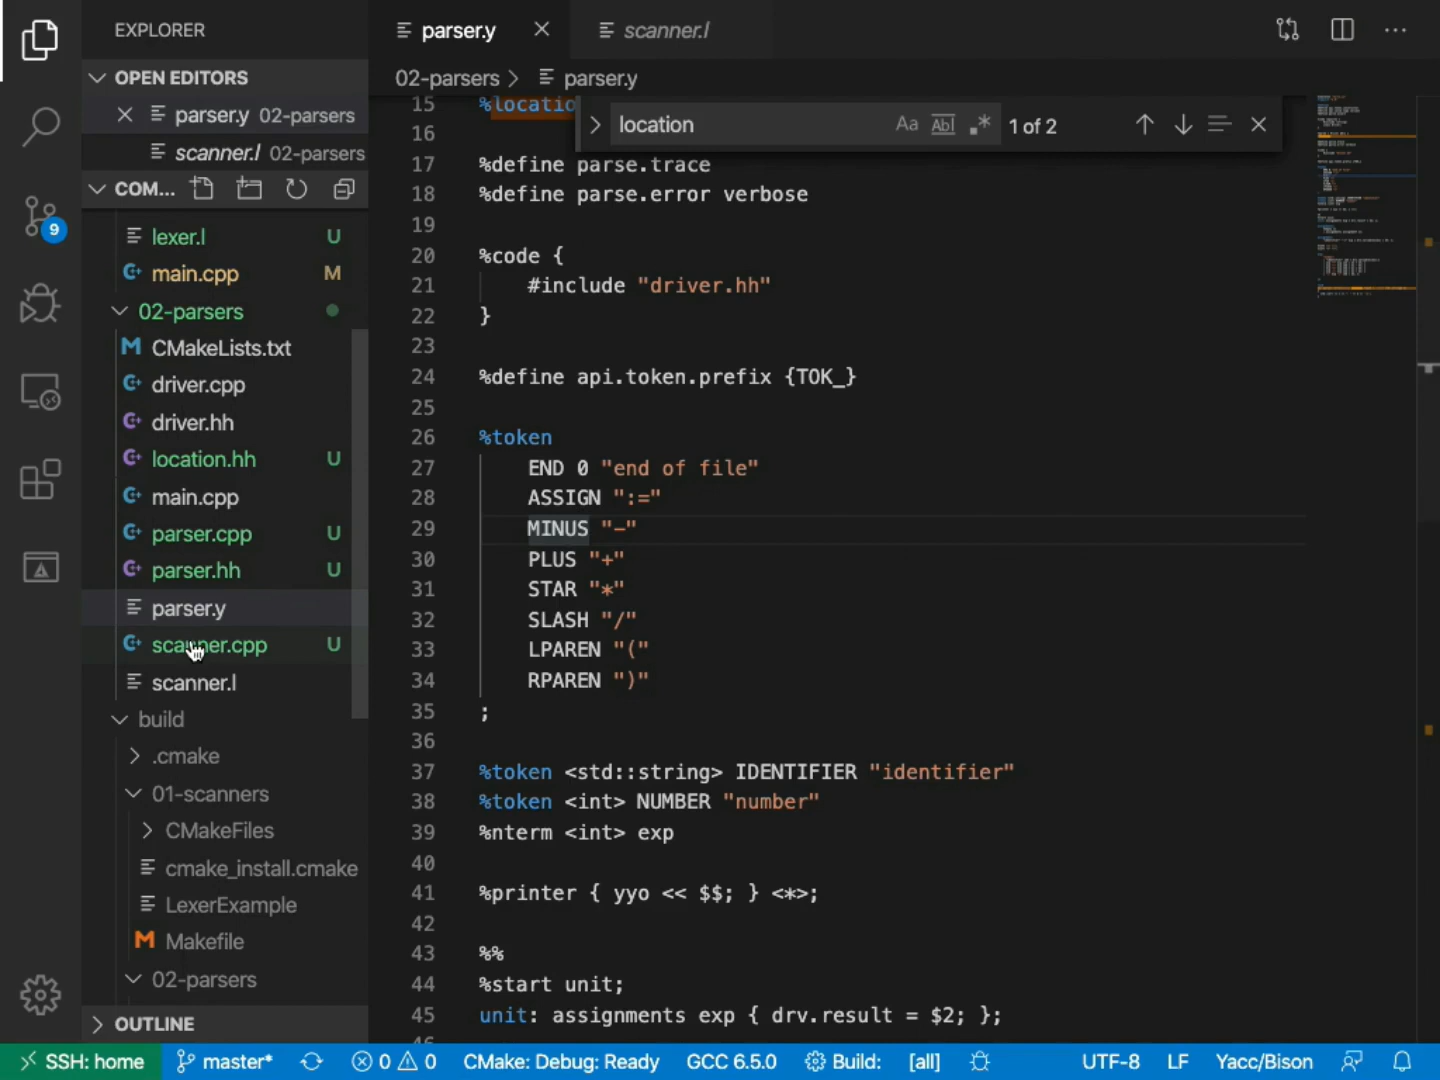 EXPLORER
OPEN EDITORS
parser.y 02-parsers
scanner.l 02-parsers
COM...
lexer.l U
main.cpp M
02-parsers
CMakeLists.txt
driver.cpp
driver.hh
location.hh U
main.cpp
parser.cpp U
parser.hh U
parser.y
scanner.cpp U
scanner.l
build
.cmake
01-scanners
CMakeFiles
cmake_install.cmake
LexerExample
Makefile
02-parsers
OUTLINE
9
parser.y
scanner.l
02-parsers > parser.y
location Aa Abl .* 1 of 2
15 %locatio
16
17 %define parse.trace
18 %define parse.error verbose
19
20 %code {
21 #include "driver.hh"
22 }
23
24 %define api.token.prefix {TOK_}
25
26 %token
27 END 0 "end of file"
28 ASSIGN ":="
29 MINUS "-"
30 PLUS "+"
31 STAR "*"
32 SLASH "/"
33 LPAREN "("
34 RPAREN ")"
35 ;
36
37 %token <std::string> IDENTIFIER "identifier"
38 %token <int> NUMBER "number"
39 %nterm <int> exp
40
41 %printer { yyo << $$; } <*>;
42
43 %%
44 %start unit;
45 unit: assignments exp { drv.result = $2; };
SSH: home master* 0 0 CMake: Debug: Ready GCC 6.5.0 Build: [all] UTF-8 LF Yacc/Bison